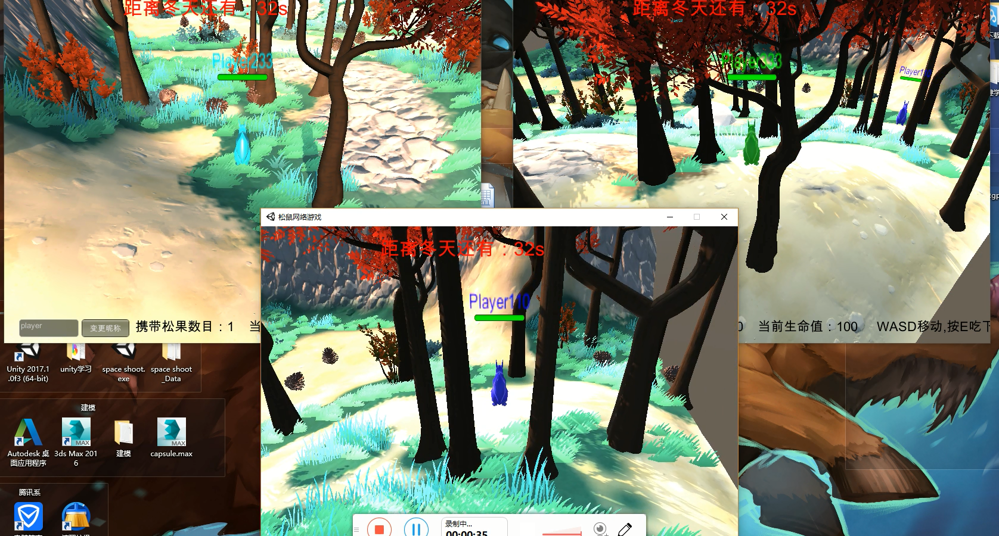 距离冬天还有：32s
距离冬天还有：32s
Player233
Player333
Player110
player
变更昵称
携带松果数目：1
当
松鼠网络游戏
距离冬天还有：32s
Player110
0
当前生命值：100
WASD移动,按E吃下
Unity 2017.1
.0f3 (64-bit)
unity学习
space shoot.
exe
space shoot
_Data
建模
Autodesk 桌
面应用程序
3ds Max 201
6
建模
capsule.max
MAX
MAX
腾讯系
录制中...
00:00:35